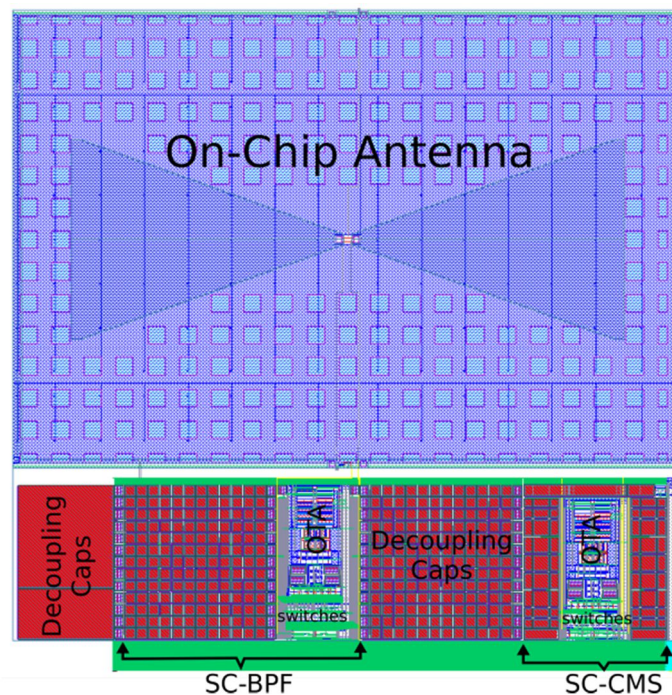 On-Chip Antenna
Decoupling
Caps
OTA
switches
Decoupling
Caps
OTA
switches
SC-BPF
SC-CMS